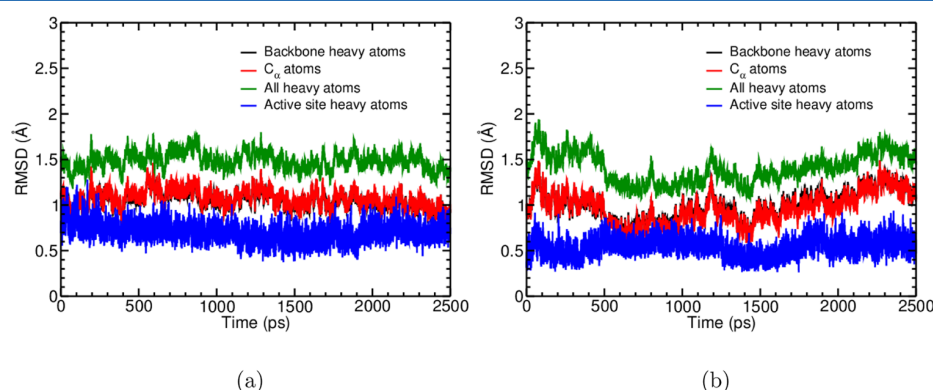 3
2.5
2
1.5
1
0.5
0
RMSD (Å)
Backbone heavy atoms
Cα atoms
All heavy atoms
Active site heavy atoms
0 500 1000 1500 2000 2500
Time (ps)
(a)
3
2.5
2
1.5
1
0.5
0
RMSD (Å)
Backbone heavy atoms
Cα atoms
All heavy atoms
Active site heavy atoms
0 500 1000 1500 2000 2500
Time (ps)
(b)